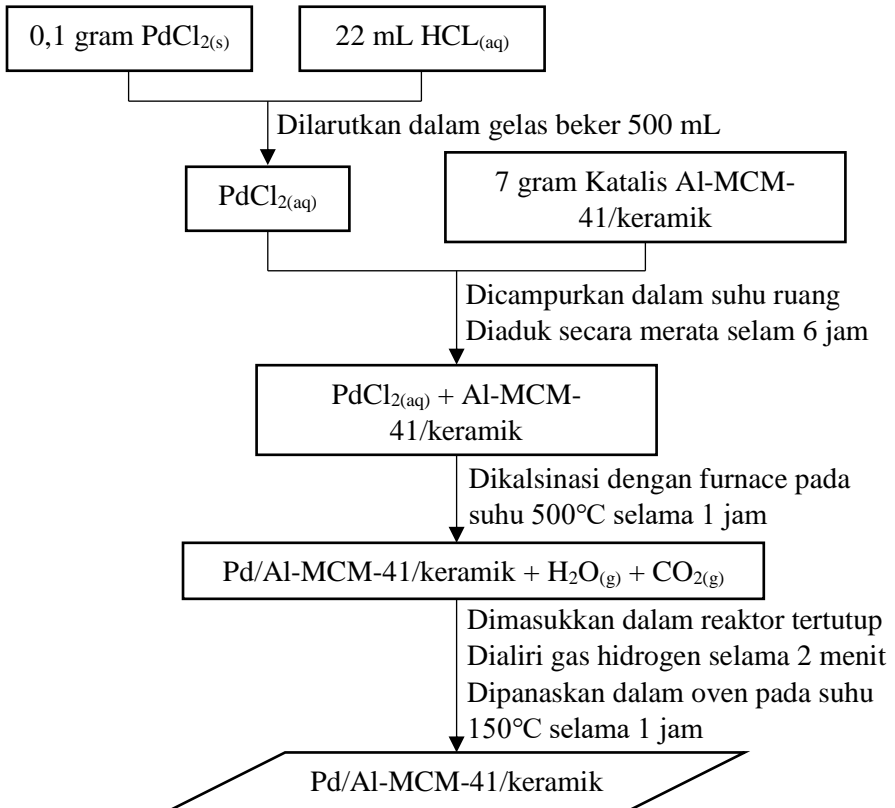 0,1 gram PdCl2(s)
22 mL HCL(aq)
Dilarutkan dalam gelas beker 500 mL
PdCl2(aq)
7 gram Katalis Al-MCM-
41/keramik
Dicampurkan dalam suhu ruang
Diaduk secara merata selam 6 jam
PdCl2(aq) + Al-MCM-
41/keramik
Dikalsinasi dengan furnace pada
suhu 500°C selama 1 jam
Pd/Al-MCM-41/keramik + H2O(g) + CO2(g)
Dimasukkan dalam reaktor tertutup
Dialiri gas hidrogen selama 2 menit
Dipanaskan dalam oven pada suhu
150°C selama 1 jam
Pd/Al-MCM-41/keramik